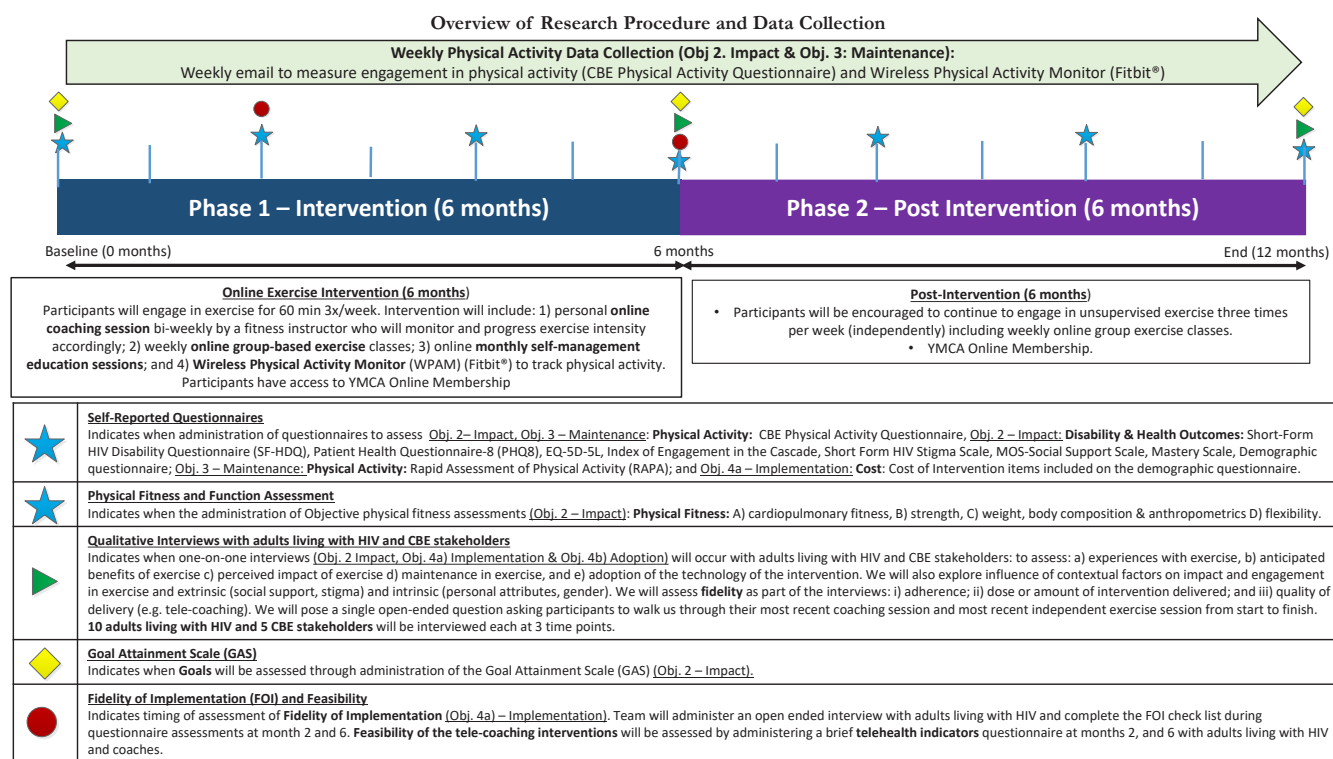 Overview of Research Procedure and Data Collection
Weekly Physical Activity Data Collection (Obj 2. Impact & Obj. 3: Maintenance):
Weekly email to measure engagement in physical activity (CBE Physical Activity Questionnaire) and Wireless Physical Activity Monitor (Fitbit®)
Phase 1 – Intervention (6 months)
Phase 2 – Post Intervention (6 months)
Baseline (0 months)
6 months
End (12 months)
Online Exercise Intervention (6 months)
Participants will engage in exercise for 60 min 3x/week. Intervention will include: 1) personal online
coaching session bi-weekly by a fitness instructor who will monitor and progress exercise intensity
accordingly; 2) weekly online group-based exercise classes; 3) online monthly self-management
education sessions; and 4) Wireless Physical Activity Monitor (WPAM) (Fitbit®) to track physical activity.
Participants have access to YMCA Online Membership
Post-Intervention (6 months)
• Participants will be encouraged to continue to engage in unsupervised exercise three times
per week (independently) including weekly online group exercise classes.
• YMCA Online Membership.
Self-Reported Questionnaires
Indicates when administration of questionnaires to assess Obj. 2– Impact, Obj. 3 – Maintenance: Physical Activity: CBE Physical Activity Questionnaire, Obj. 2 – Impact: Disability & Health Outcomes: Short-Form
HIV Disability Questionnaire (SF-HDQ), Patient Health Questionnaire-8 (PHQ8), EQ-5D-5L, Index of Engagement in the Cascade, Short Form HIV Stigma Scale, MOS-Social Support Scale, Mastery Scale, Demographic
questionnaire; Obj. 3 – Maintenance: Physical Activity: Rapid Assessment of Physical Activity (RAPA); and Obj. 4a – Implementation: Cost: Cost of Intervention items included on the demographic questionnaire.
Physical Fitness and Function Assessment
Indicates when the administration of Objective physical fitness assessments (Obj. 2 – Impact): Physical Fitness: A) cardiopulmonary fitness, B) strength, C) weight, body composition & anthropometrics D) flexibility.
Qualitative Interviews with adults living with HIV and CBE stakeholders
Indicates when one-on-one interviews (Obj. 2 Impact, Obj. 4a) Implementation & Obj. 4b) Adoption) will occur with adults living with HIV and CBE stakeholders: to assess: a) experiences with exercise, b) anticipated
benefits of exercise c) perceived impact of exercise d) maintenance in exercise, and e) adoption of the technology of the intervention. We will also explore influence of contextual factors on impact and engagement
in exercise and extrinsic (social support, stigma) and intrinsic (personal attributes, gender). We will assess fidelity as part of the interviews: i) adherence; ii) dose or amount of intervention delivered; and iii) quality of
delivery (e.g. tele-coaching). We will pose a single open-ended question asking participants to walk us through their most recent coaching session and most recent independent exercise session from start to finish.
10 adults living with HIV and 5 CBE stakeholders will be interviewed each at 3 time points.
Goal Attainment Scale (GAS)
Indicates when Goals will be assessed through administration of the Goal Attainment Scale (GAS) (Obj. 2 – Impact).
Fidelity of Implementation (FOI) and Feasibility
Indicates timing of assessment of Fidelity of Implementation (Obj. 4a) – Implementation). Team will administer an open ended interview with adults living with HIV and complete the FOI check list during
questionnaire assessments at month 2 and 6. Feasibility of the tele-coaching interventions will be assessed by administering a brief telehealth indicators questionnaire at months 2, and 6 with adults living with HIV
and coaches.